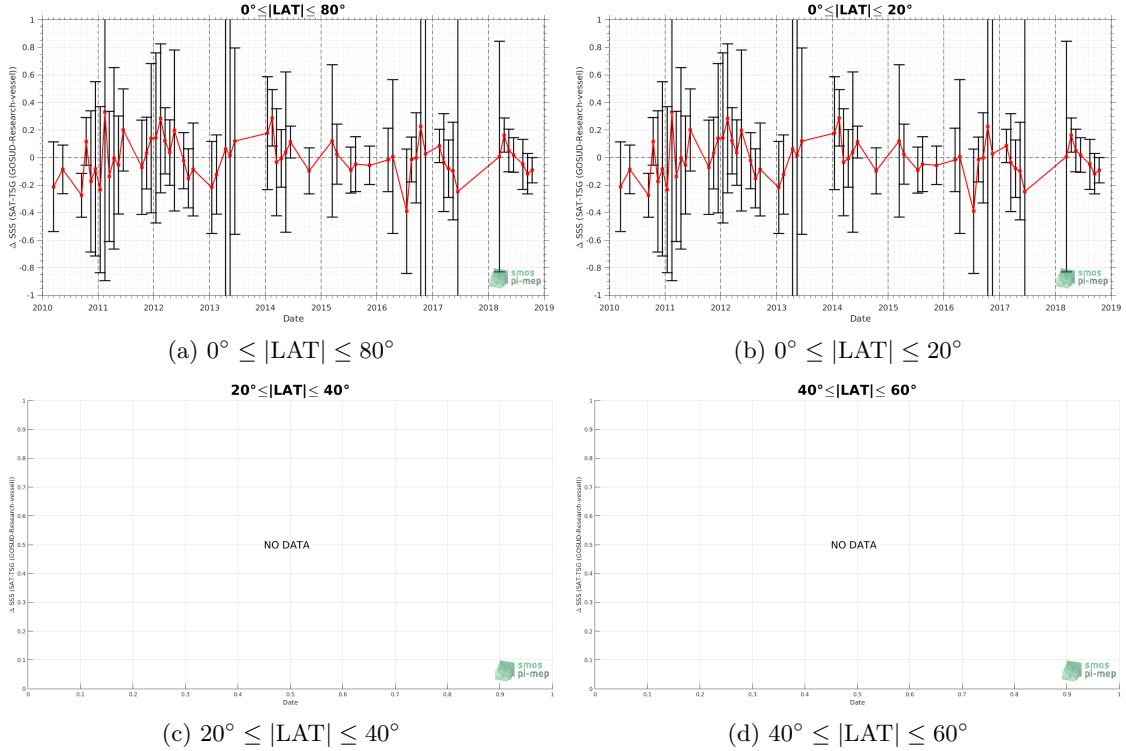 0°≤|LAT|≤ 80°
Δ SSS (SAT-TSG (GOSUD-Research-vessel))
1
0.8
0.6
0.4
0.2
0
-0.2
-0.4
-0.6
-0.8
-1
2010 2011 2012 2013 2014 2015 2016 2017 2018 2019
Date
smos
pi-mep
(a) 0° ≤ |LAT| ≤ 80°
0°≤|LAT|≤ 20°
Δ SSS (SAT-TSG (GOSUD-Research-vessel))
1
0.8
0.6
0.4
0.2
0
-0.2
-0.4
-0.6
-0.8
-1
2010 2011 2012 2013 2014 2015 2016 2017 2018 2019
Date
smos
pi-mep
(b) 0° ≤ |LAT| ≤ 20°
20°≤|LAT|≤ 40°
Δ SSS (SAT-TSG (GOSUD-Research-vessel))
1
0.9
0.8
0.7
0.6
0.5
0.4
0.3
0.2
0.1
0
NO DATA
0 0.1 0.2 0.3 0.4 0.5 0.6 0.7 0.8 0.9 1
Date
smos
pi-mep
(c) 20° ≤ |LAT| ≤ 40°
40°≤|LAT|≤ 60°
Δ SSS (SAT-TSG (GOSUD-Research-vessel))
1
0.9
0.8
0.7
0.6
0.5
0.4
0.3
0.2
0.1
0
NO DATA
0 0.1 0.2 0.3 0.4 0.5 0.6 0.7 0.8 0.9 1
Date
smos
pi-mep
(d) 40° ≤ |LAT| ≤ 60°